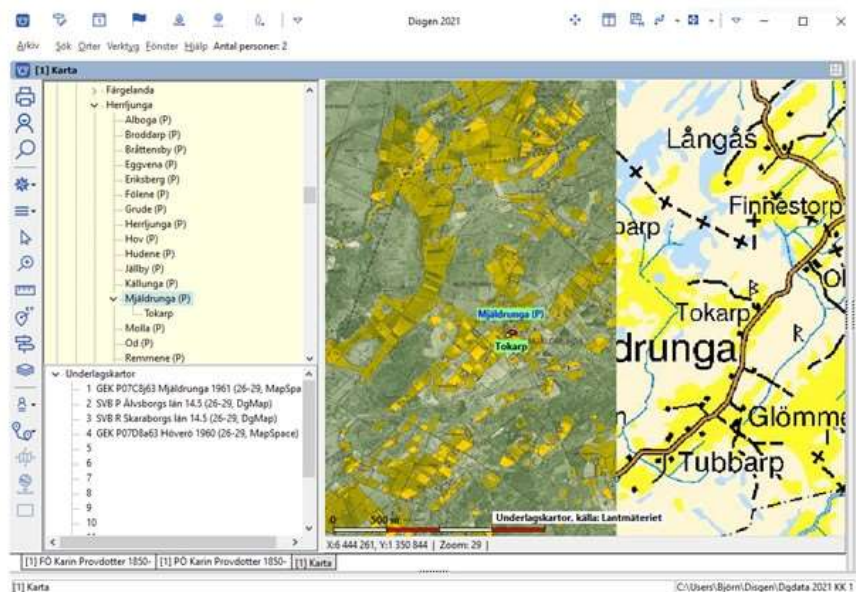 Disgen 2021
Arkiv Sök Orter Verktyg Fönster Hjälp Antal personer: 2
[1] Karta
Färgelanda
Herrljunga
Alboga (P)
Broddarp (P)
Bråttensby (P)
Eggvena (P)
Eriksberg (P)
Fölene (P)
Grude (P)
Herrljunga (P)
Hov (P)
Hudene (P)
Jällby (P)
Källunga (P)
Mjäldrunga (P)
Tokarp
Molla (P)
Od (P)
Remmene (P)
Underlagskartor
1 GEK P07C8j63 Mjäldrunga 1961 (26-29, MapSpa
2 SVB P Älvsborgs län 14.5 (26-29, DgMap)
3 SVB R Skaraborgs län 14.5 (26-29, DgMap)
4 GEK P07D8a63 Höverö 1960 (26-29, MapSpace)
5
6
7
8
9
10
Mjäldrunga (P)
Tokarp
0 500 m
Underlagskartor, källa: Lantmäteriet
Långås
Finnestorp
arp
Tokarp
drunga
R
Glömme
Tubbarp
X:6 444 261, Y:1 350 844 | Zoom: 29 |
[1] FÖ Karin Provdotter 1850- [1] PÖ Karin Provdotter 1850- [1] Karta
[1] Karta
C:\Users\Björn\Disgen\Dgdata 2021 KK 1